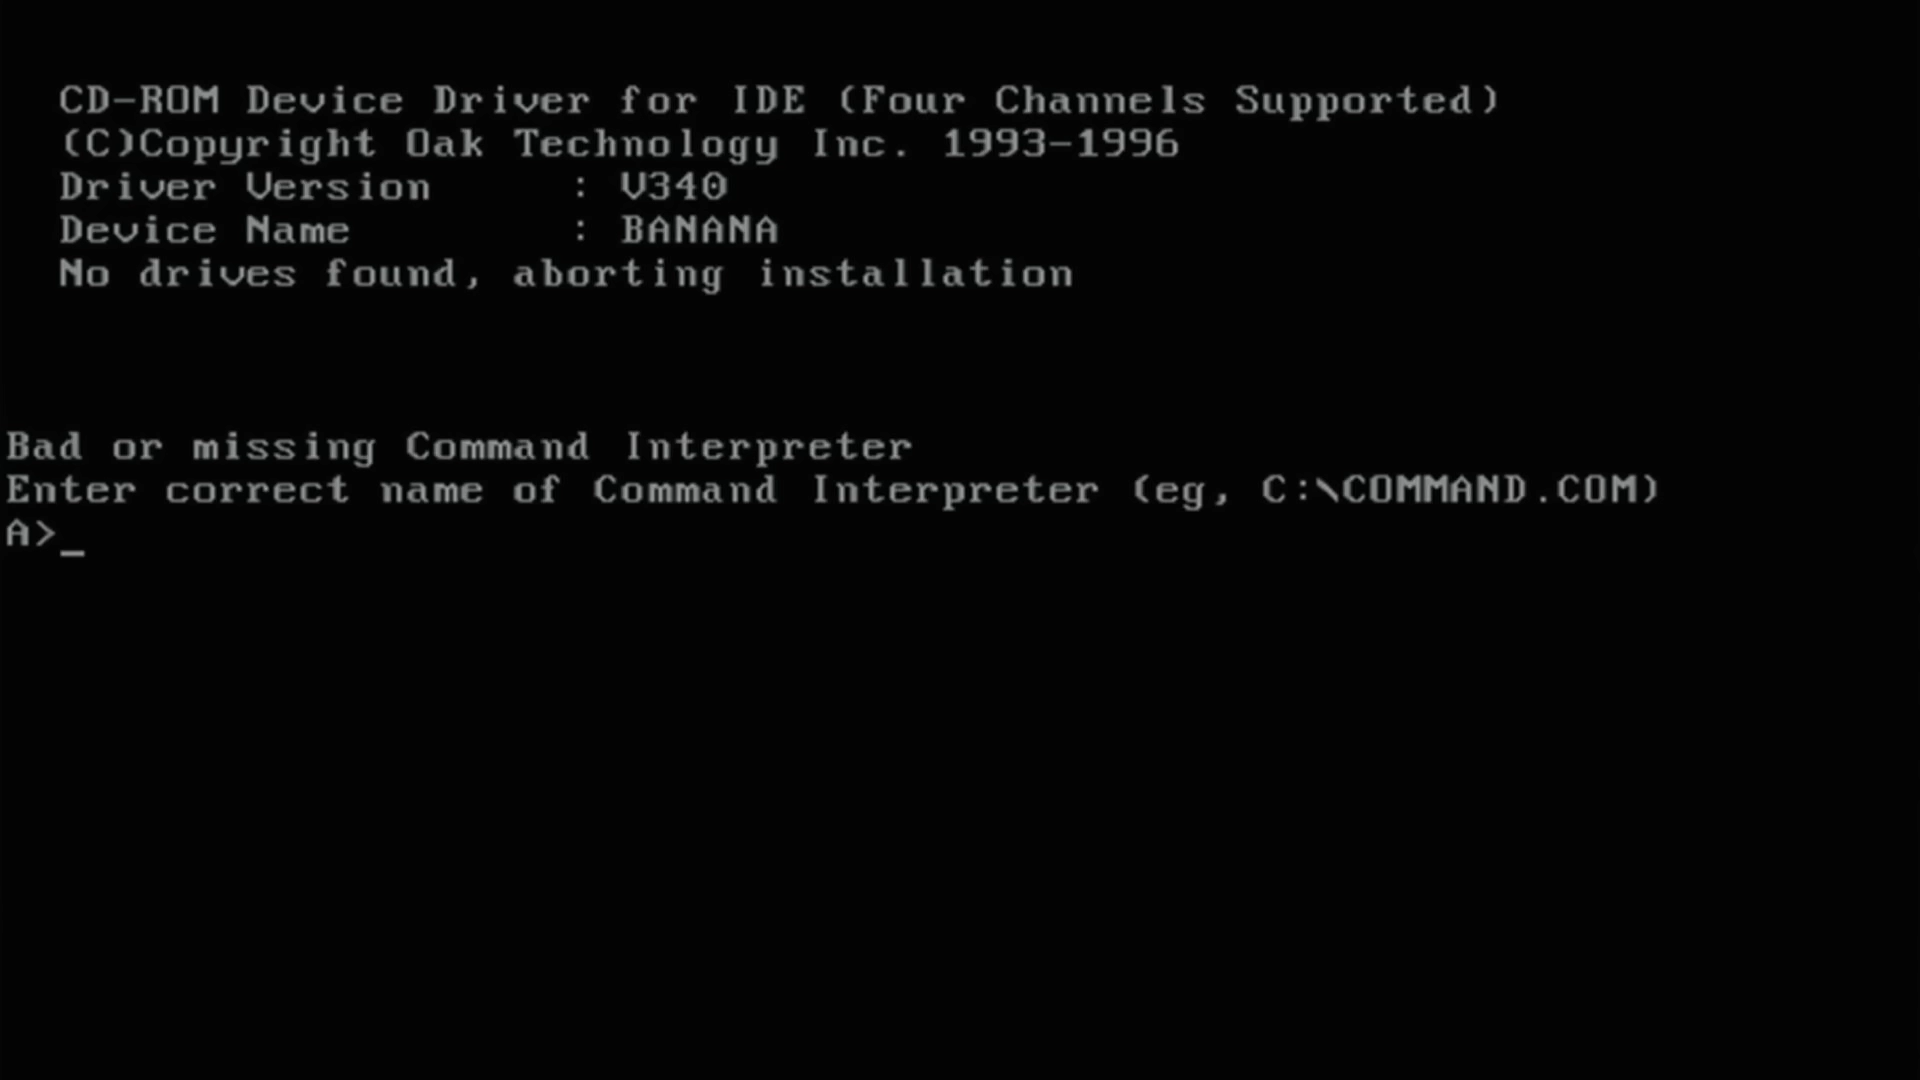 CD-ROM Device Driver for IDE (Four Channels Supported)
(C)Copyright Oak Technology Inc. 1993-1996
Driver Version      : V340
Device Name         : BANANA
No drives found, aborting installation
Bad or missing Command Interpreter
Enter correct name of Command Interpreter (eg, C:\COMMAND.COM)
A>_